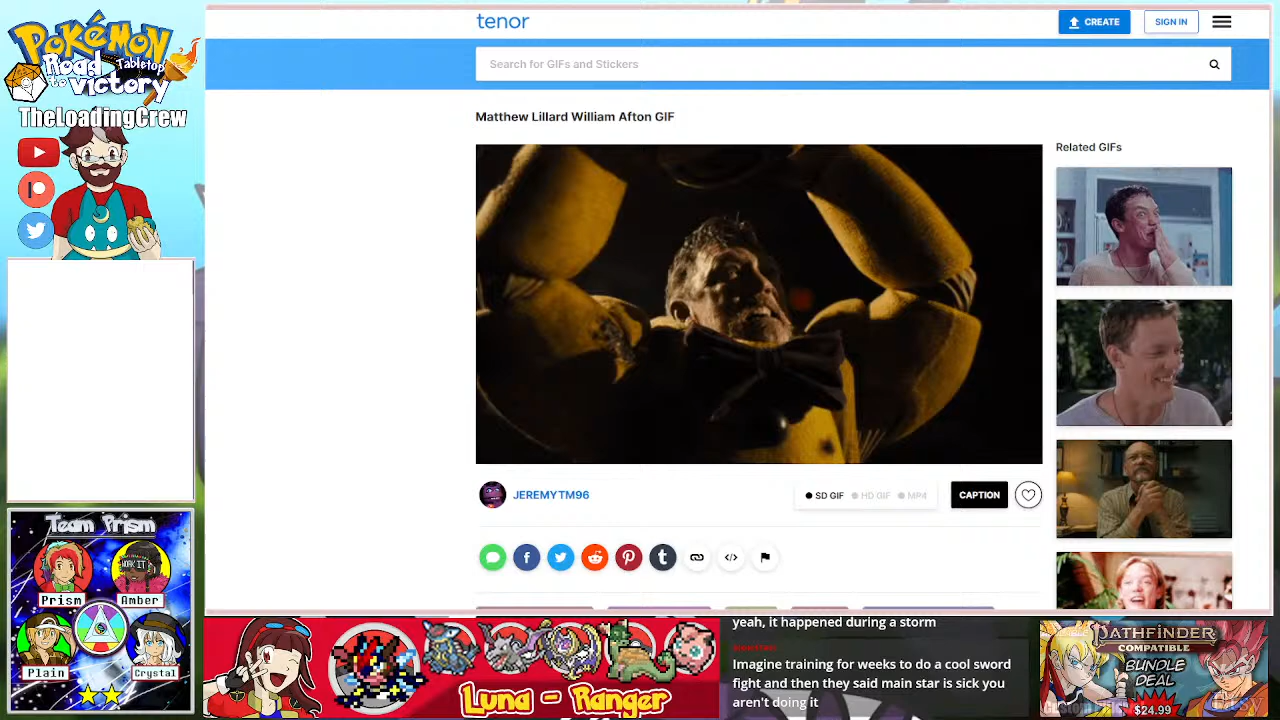 Pokémon
Road to
Tabletop
Victory
TheLoadingCrew
tenor
CREATE
SIGN IN
Search for GIFs and Stickers
Matthew Lillard William Afton GIF
Related GIFs
JEREMYTM96
SD GIF
HD GIF
MP4
CAPTION
Team Prism
WORK IT
Prism
Amber
Plain
Crystal
Luna - Ranger
yeah, it happened during a storm
Imagine training for weeks to do a cool sword
fight and then they said main star is sick you
aren't doing it
PATHFINDER
COMPATIBLE
BUNDLE
DEAL
$24.99